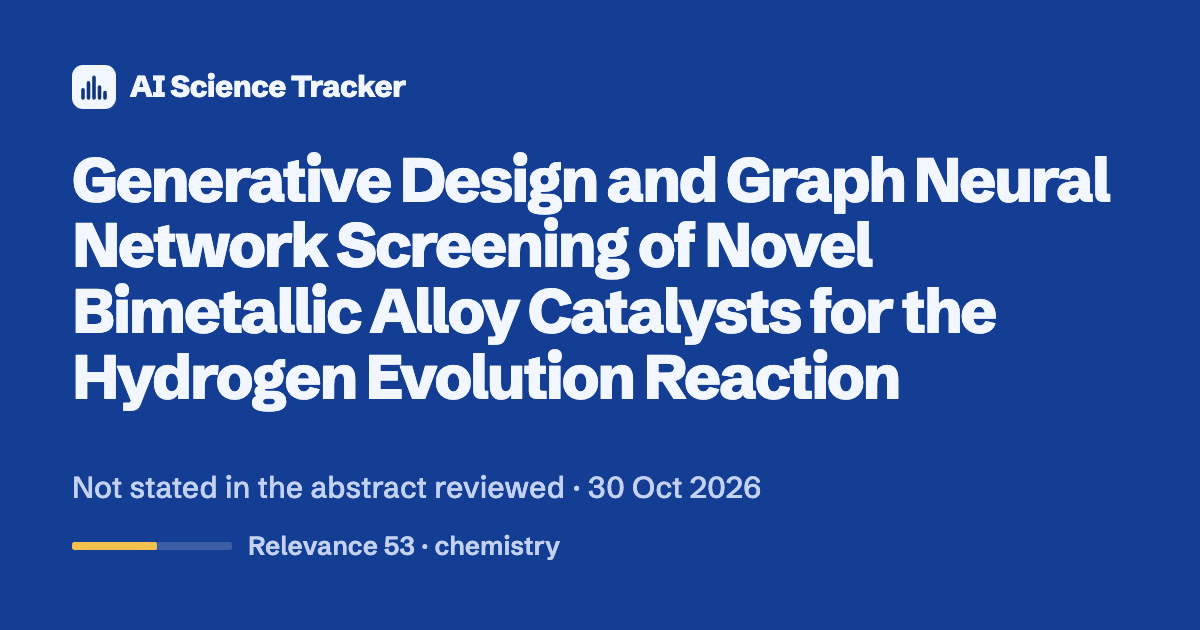 AI Science Tracker
Generative Design and Graph Neural
Network Screening of Novel
Bimetallic Alloy Catalysts for the
Hydrogen Evolution Reaction
Not stated in the abstract reviewed · 30 Oct 2026
Relevance 53 · chemistry